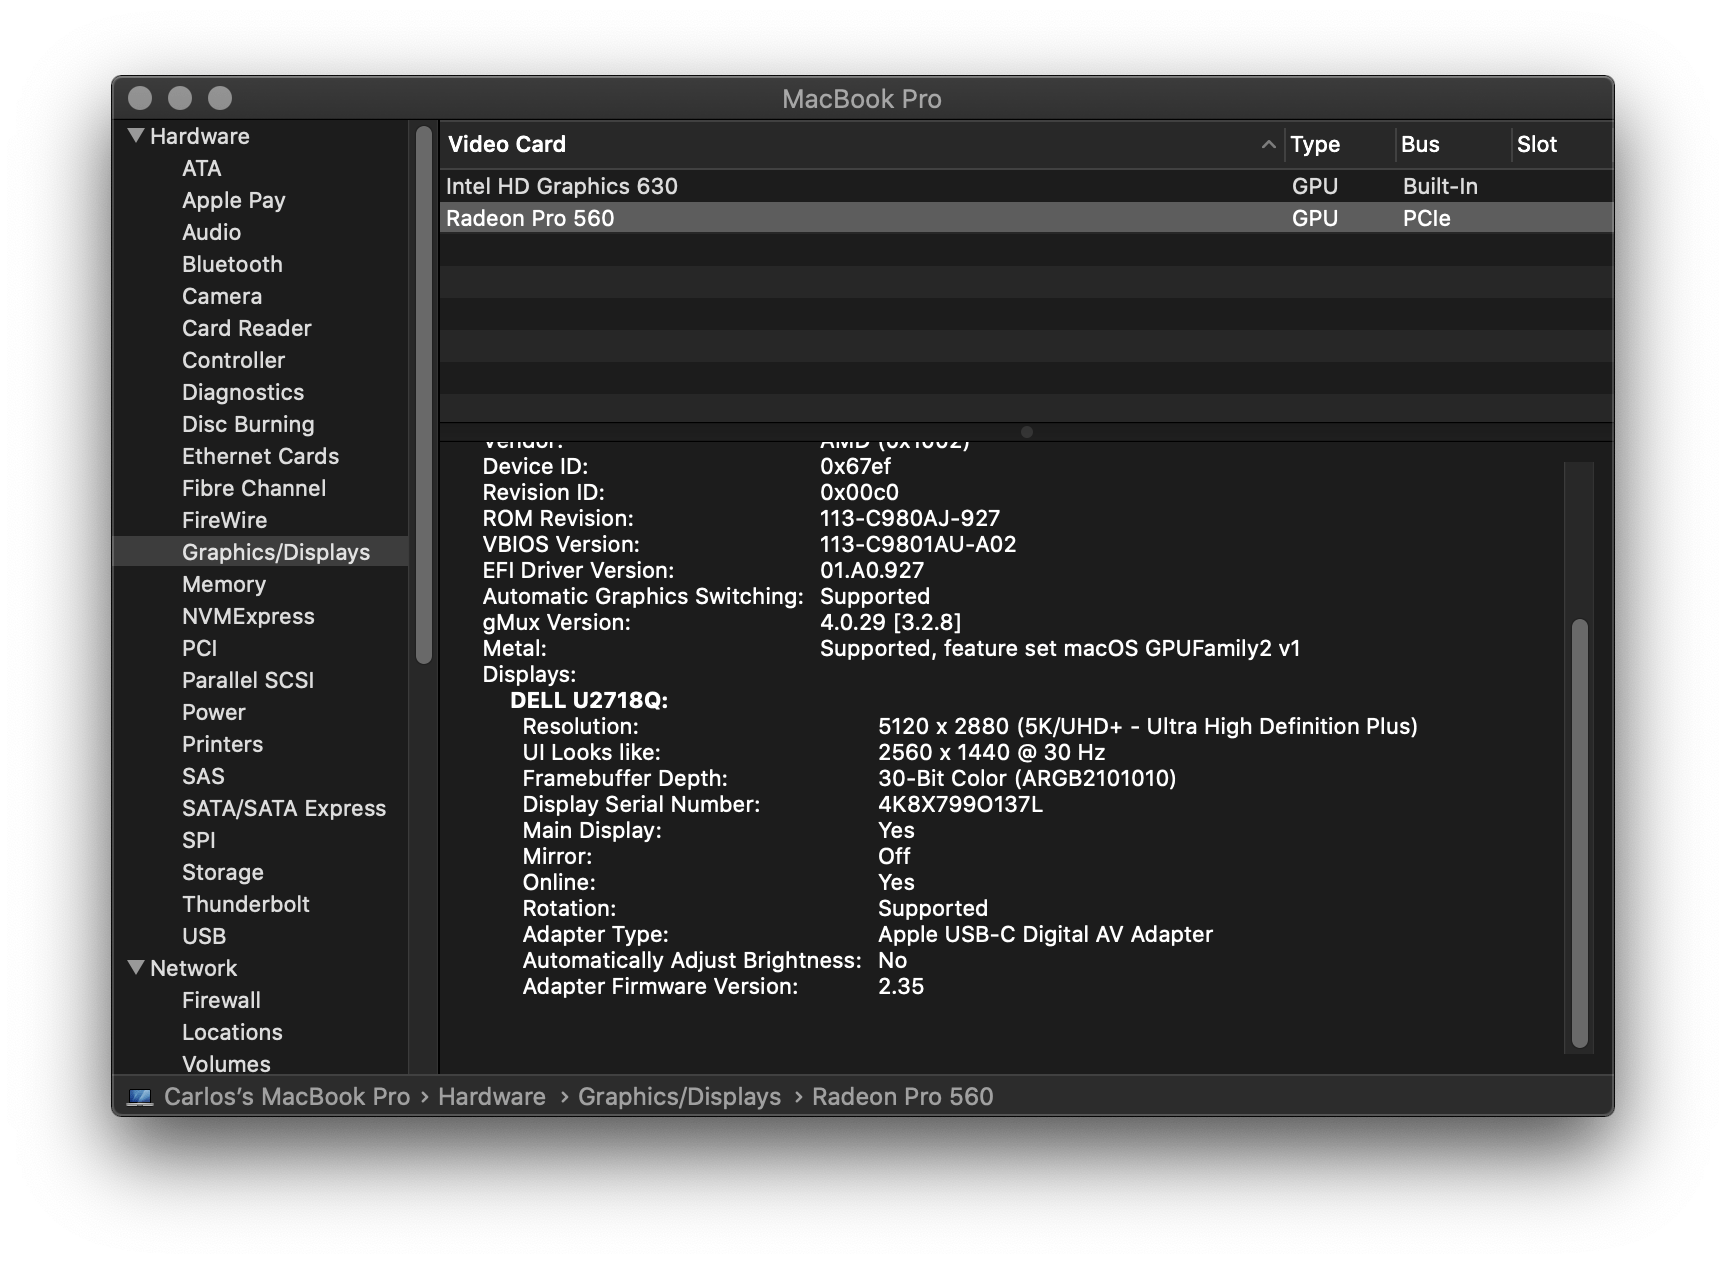 MacBook Pro
Hardware
ATA
Apple Pay
Audio
Bluetooth
Camera
Card Reader
Controller
Diagnostics
Disc Burning
Ethernet Cards
Fibre Channel
FireWire
Graphics/Displays
Memory
NVMExpress
PCI
Parallel SCSI
Power
Printers
SAS
SATA/SATA Express
SPI
Storage
Thunderbolt
USB
Network
Firewall
Locations
Volumes
Video Card Type Bus Slot
Intel HD Graphics 630 GPU Built-In
Radeon Pro 560 GPU PCIe
Vendor: AMD (0x1002)
Device ID: 0x67ef
Revision ID: 0x00c0
ROM Revision: 113-C980AJ-927
VBIOS Version: 113-C9801AU-A02
EFI Driver Version: 01.A0.927
Automatic Graphics Switching: Supported
gMux Version: 4.0.29 [3.2.8]
Metal: Supported, feature set macOS GPUFamily2 v1
Displays:
DELL U2718Q:
Resolution: 5120 x 2880 (5K/UHD+ - Ultra High Definition Plus)
UI Looks like: 2560 x 1440 @ 30 Hz
Framebuffer Depth: 30-Bit Color (ARGB2101010)
Display Serial Number: 4K8X799O137L
Main Display: Yes
Mirror: Off
Online: Yes
Rotation: Supported
Adapter Type: Apple USB-C Digital AV Adapter
Automatically Adjust Brightness: No
Adapter Firmware Version: 2.35
Carlos’s MacBook Pro › Hardware › Graphics/Displays › Radeon Pro 560